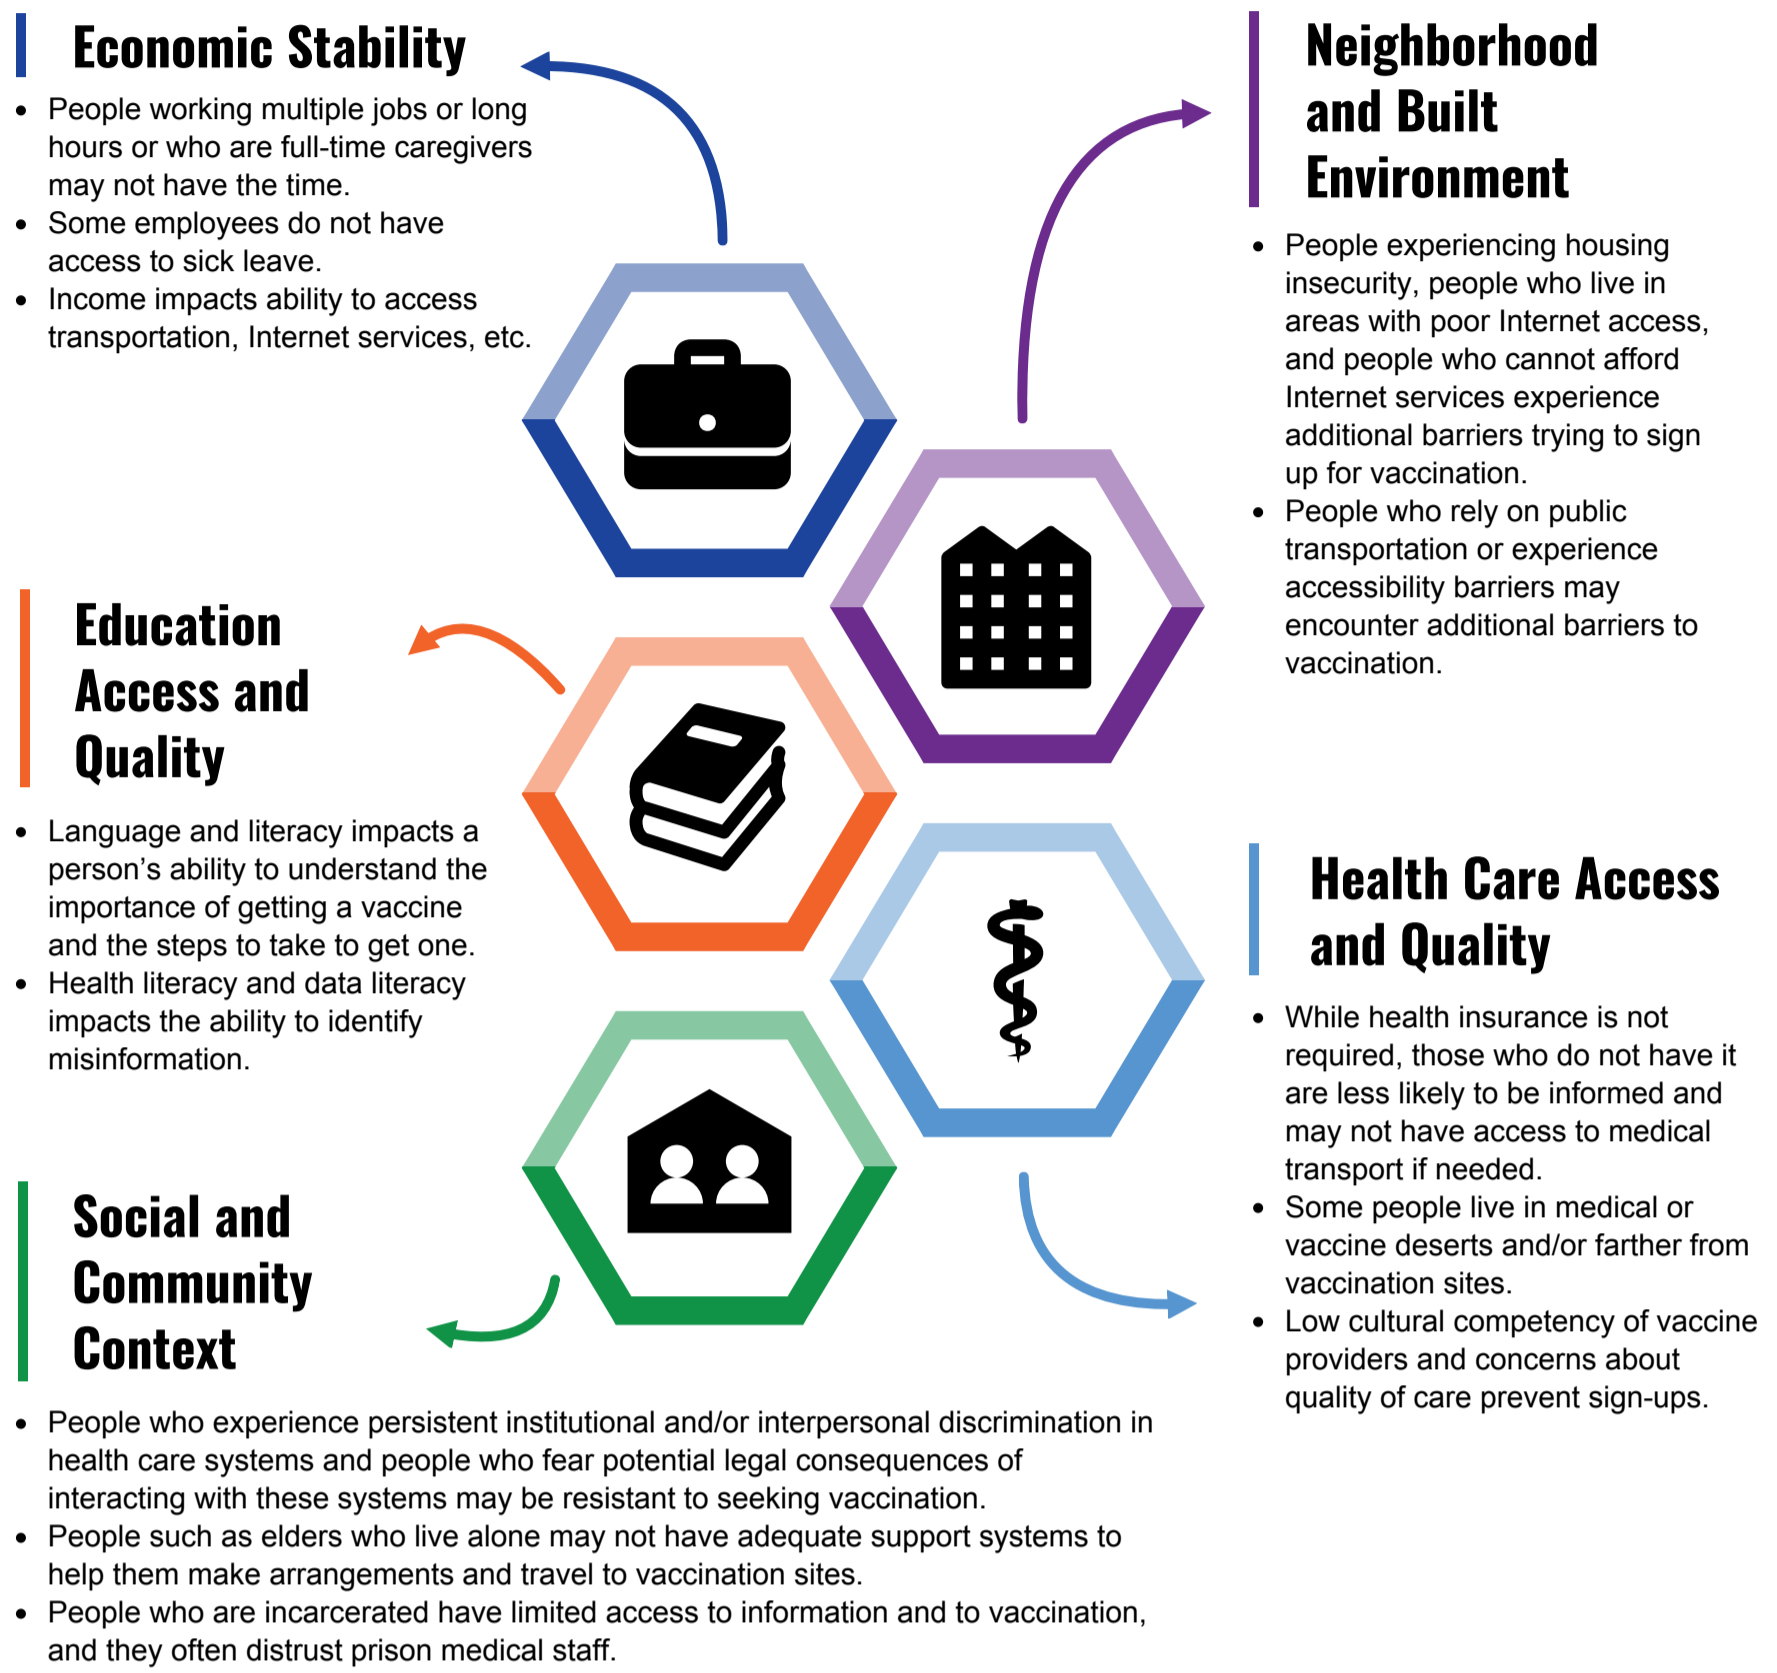 Economic Stability
• People working multiple jobs or long
hours or who are full-time caregivers
may not have the time.
• Some employees do not have
access to sick leave.
• Income impacts ability to access
transportation, Internet services, etc.
Neighborhood
and Built
Environment
• People experiencing housing
insecurity, people who live in
areas with poor Internet access,
and people who cannot afford
Internet services experience
additional barriers trying to sign
up for vaccination.
• People who rely on public
transportation or experience
accessibility barriers may
encounter additional barriers to
vaccination.
Education
Access and
Quality
• Language and literacy impacts a
person’s ability to understand the
importance of getting a vaccine
and the steps to take to get one.
• Health literacy and data literacy
impacts the ability to identify
misinformation.
Health Care Access
and Quality
• While health insurance is not
required, those who do not have it
are less likely to be informed and
may not have access to medical
transport if needed.
• Some people live in medical or
vaccine deserts and/or farther from
vaccination sites.
• Low cultural competency of vaccine
providers and concerns about
quality of care prevent sign-ups.
Social and
Community
Context
• People who experience persistent institutional and/or interpersonal discrimination in
health care systems and people who fear potential legal consequences of
interacting with these systems may be resistant to seeking vaccination.
• People such as elders who live alone may not have adequate support systems to
help them make arrangements and travel to vaccination sites.
• People who are incarcerated have limited access to information and to vaccination,
and they often distrust prison medical staff.